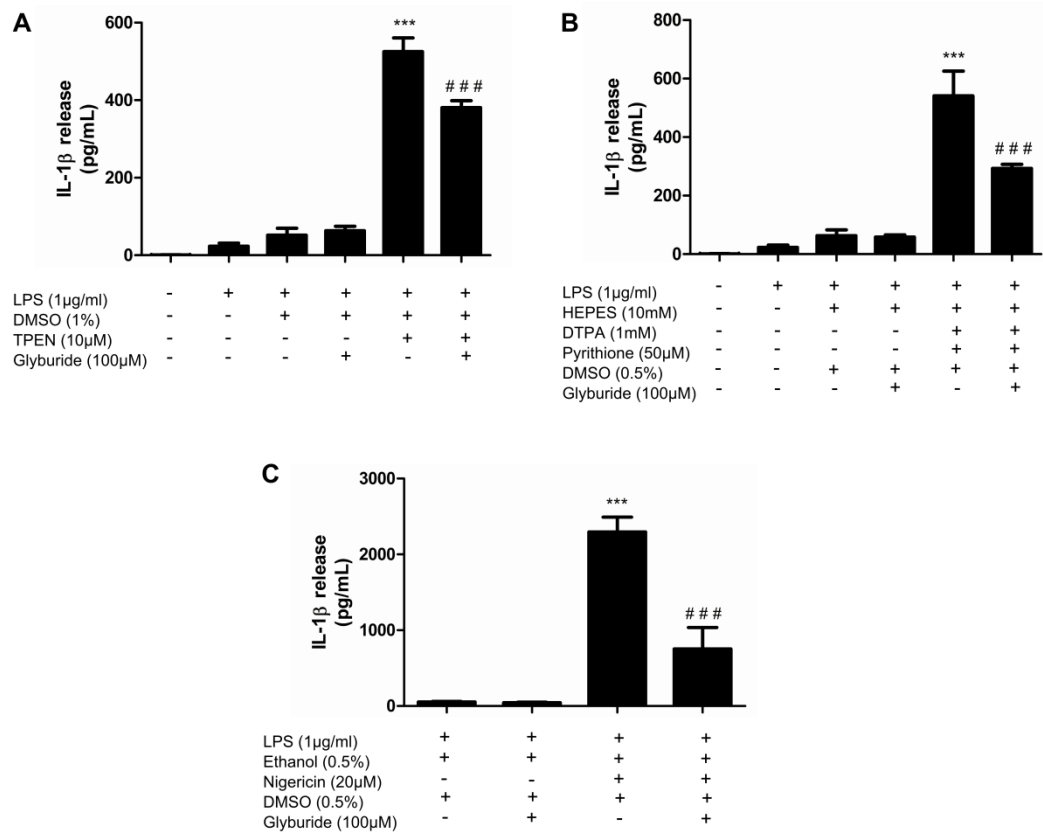 A
IL-1β release
(pg/mL)
600
400
200
0
***
# # #
LPS (1µg/ml) - + + + + +
DMSO (1%) - - + + + +
TPEN (10µM) - - - - + +
Glyburide (100µM) - - - + - +
B
IL-1β release
(pg/mL)
800
600
400
200
0
***
# # #
LPS (1µg/ml) - + + + + +
HEPES (10mM) - - + + + +
DTPA (1mM) - - - - + +
Pyrithione (50µM) - - - - + +
DMSO (0.5%) - - + + + +
Glyburide (100µM) - - - + - +
C
IL-1β release
(pg/mL)
3000
2000
1000
0
***
# # #
LPS (1µg/ml) + + + +
Ethanol (0.5%) + + + +
Nigericin (20µM) - - + +
DMSO (0.5%) + + + +
Glyburide (100µM) - + - +